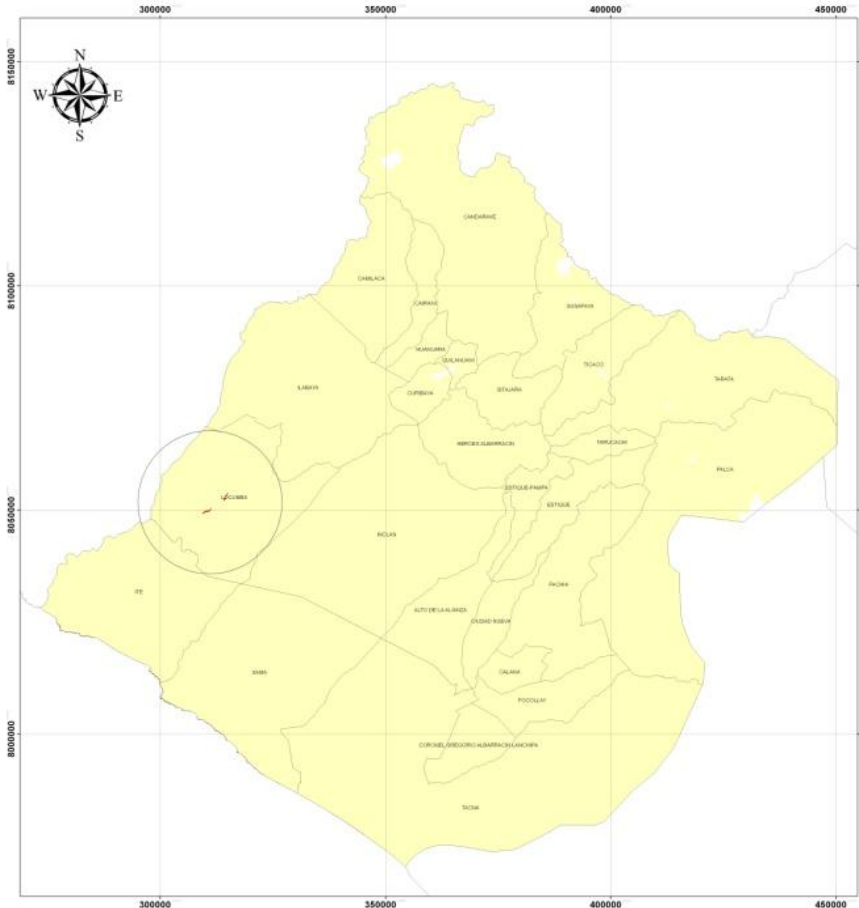 300000 350000 400000 450000
8150000
N
W E
S
CANDARAVE
8100000
CAMILACA
SUSAPAYA
CAIRANI
HUANUARA
QUILAHUANI
TICACO
ILABAYA
CURIBAYA
SITAJARA
TARATA
HEROES ALBARRACIN
TARUCACHI
PALCA
ESTIQUE-PAMPA
LOCUMBA
ESTIQUE
8050000
INCLAN
ITE
PACHIA
ALTO DE LA ALIANZA
CIUDAD NUEVA
SAMA
CALANA
POCOLLAY
8000000
CORONEL GREGORIO ALBARRACIN LANCHIPA
TACNA
300000 350000 400000 450000